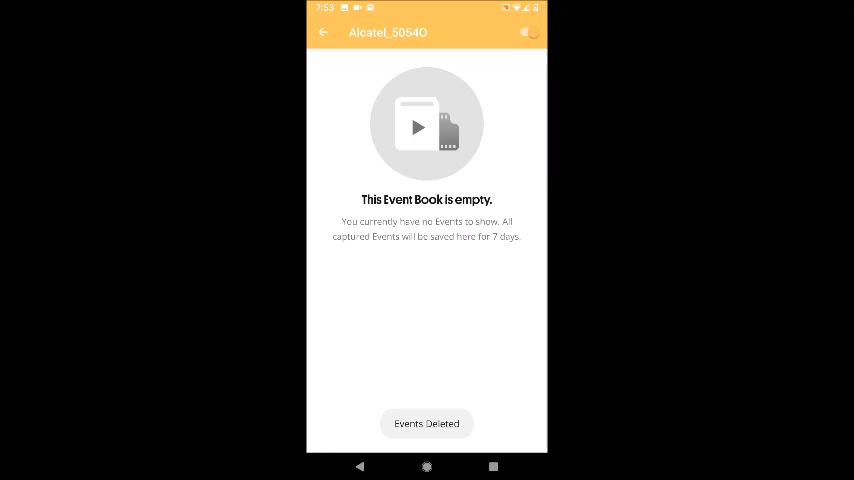 7:53
Alcatel_5054O
This Event Book is empty.
You currently have no Events to show. All
captured Events will be saved here for 7 days.
Events Deleted